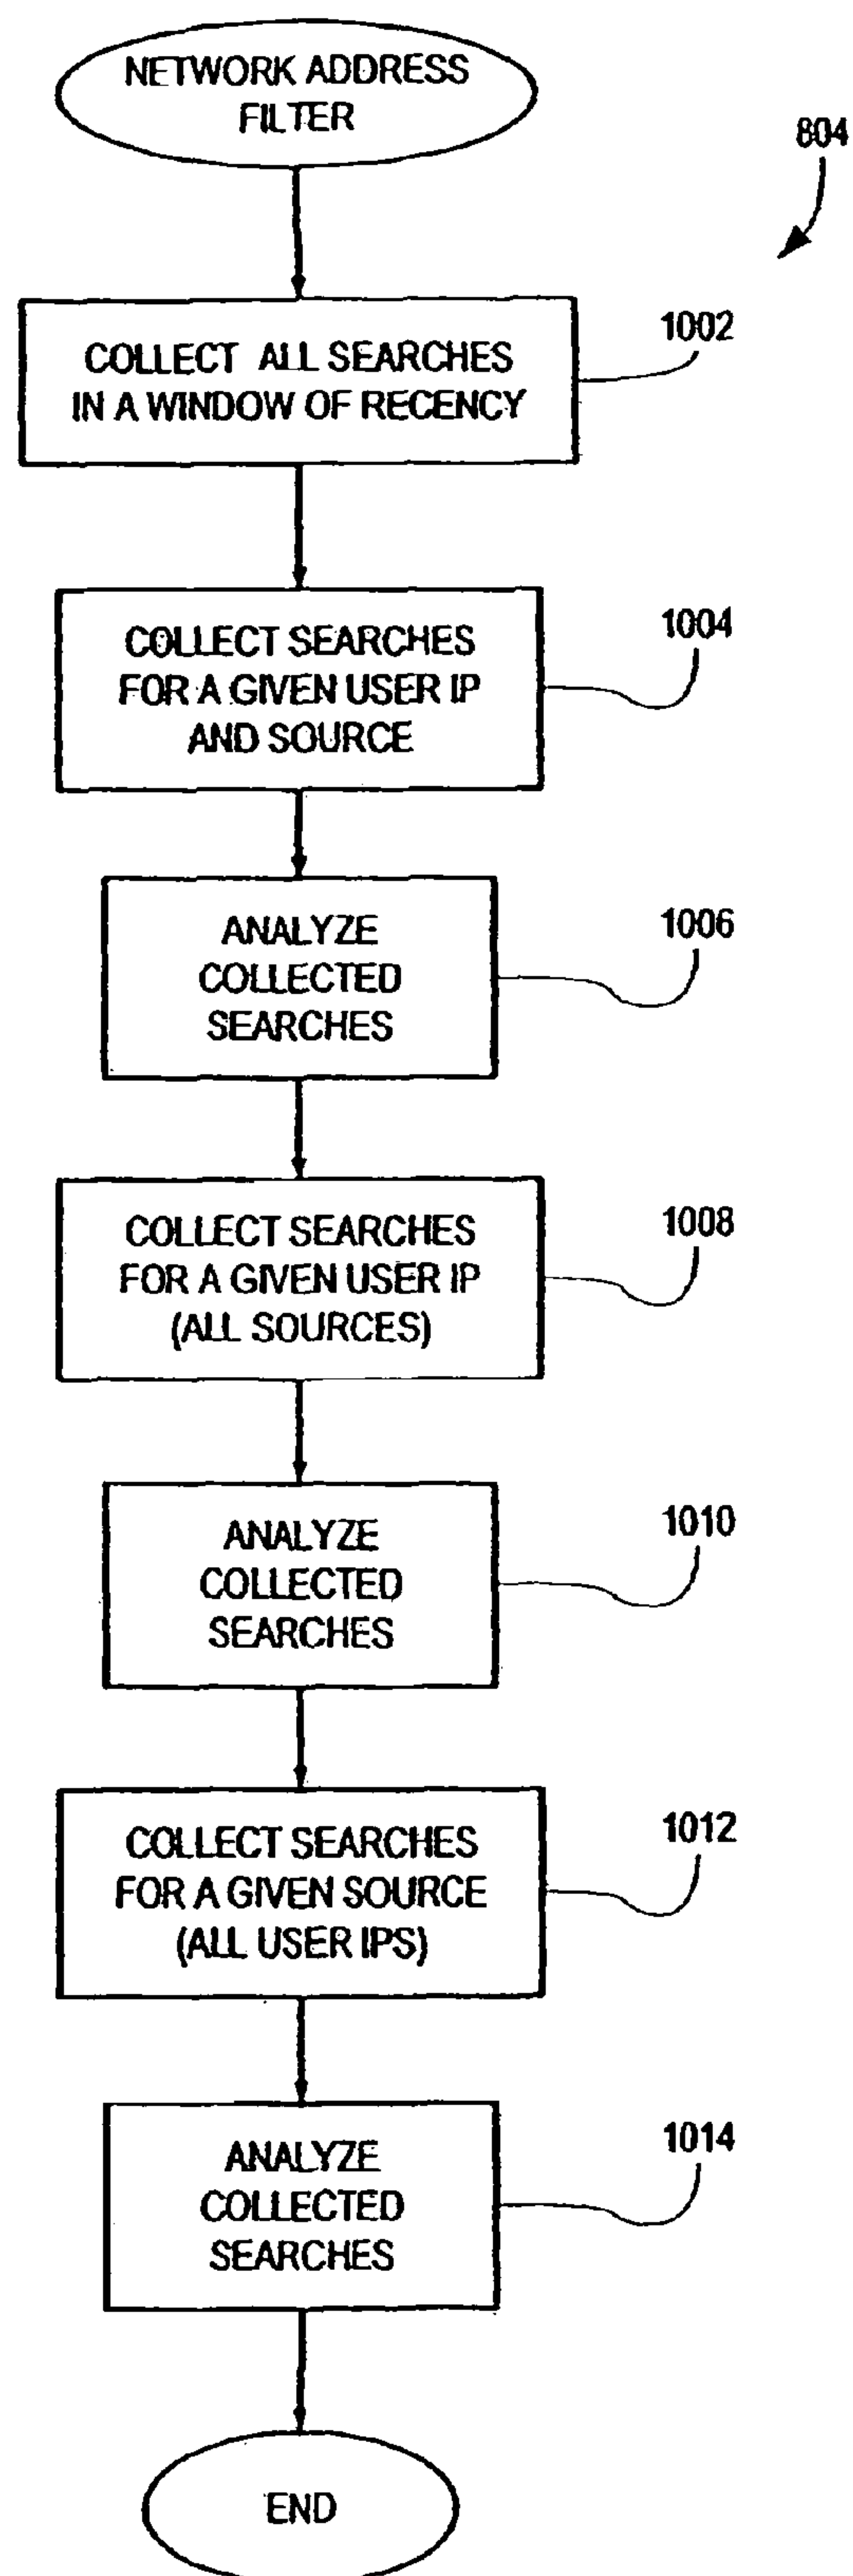 NETWORK ADDRESS
FILTER
804
COLLECT ALL SEARCHES
IN A WINDOW OF RECENCY
1002
COLLECT SEARCHES
FOR A GIVEN USER IP
AND SOURCE
1004
ANALYZE
COLLECTED
SEARCHES
1006
COLLECT SEARCHES
FOR A GIVEN USER IP
(ALL SOURCES)
1008
ANALYZE
COLLECTED
SEARCHES
1010
COLLECT SEARCHES
FOR A GIVEN SOURCE
(ALL USER IPS)
1012
ANALYZE
COLLECTED
SEARCHES
1014
END